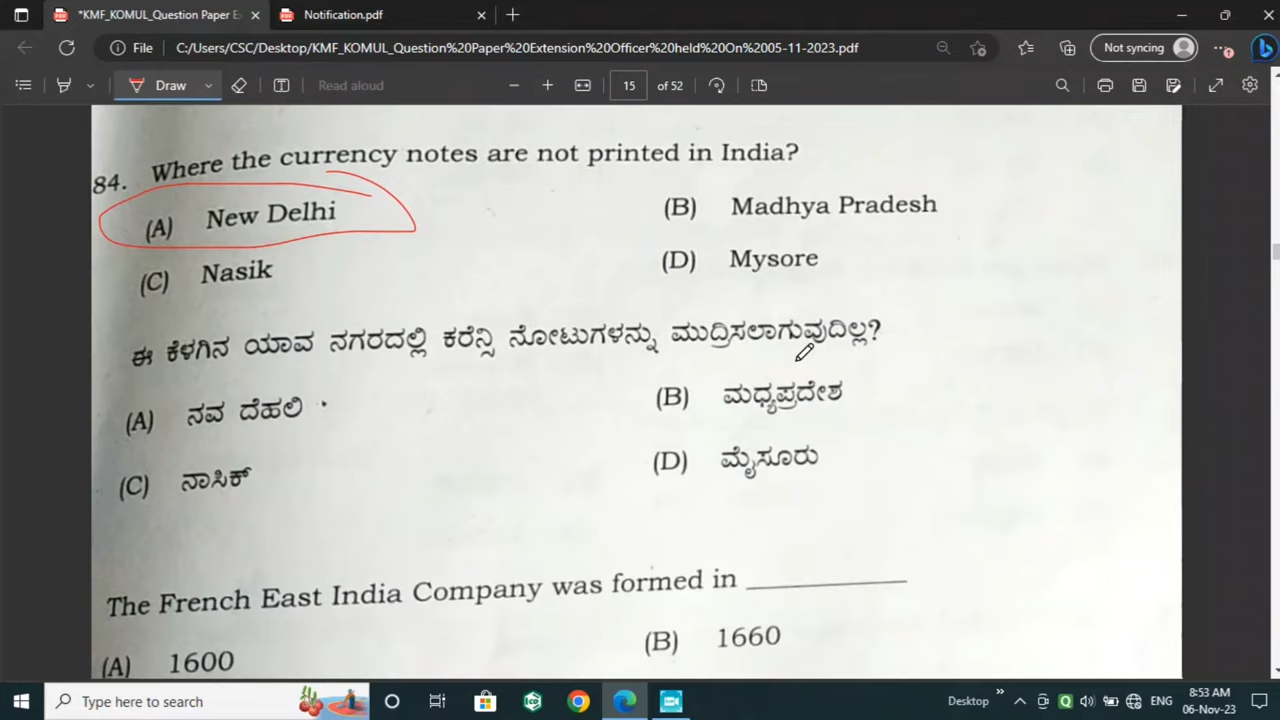 *KMF_KOMUL_Question Paper E
Notification.pdf
File C:/Users/CSC/Desktop/KMF_KOMUL_Question%20Paper%20Extension%20Officer%20held%20On%2005-11-2023.pdf Not syncing
Draw Read aloud 15 of 52
84. Where the currency notes are not printed in India?
(A) New Delhi (B) Madhya Pradesh
(C) Nasik (D) Mysore
ಈ ಕೆಳಗಿನ ಯಾವ ನಗರದಲ್ಲಿ ಕರೆನ್ಸಿ ನೋಟುಗಳನ್ನು ಮುದ್ರಿಸಲಾಗುವುದಿಲ್ಲ?
(A) ನವ ದೆಹಲಿ (B) ಮಧ್ಯಪ್ರದೇಶ
(C) ನಾಸಿಕ್ (D) ಮೈಸೂರು
The French East India Company was formed in ________
(A) 1600 (B) 1660
Type here to search Desktop ENG 8:53 AM
06-Nov-23